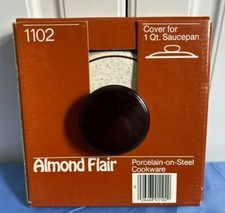 1102
Cover for
1 Qt. Saucepan
Almond Flair
Porcelain-on-Steel
Cookware